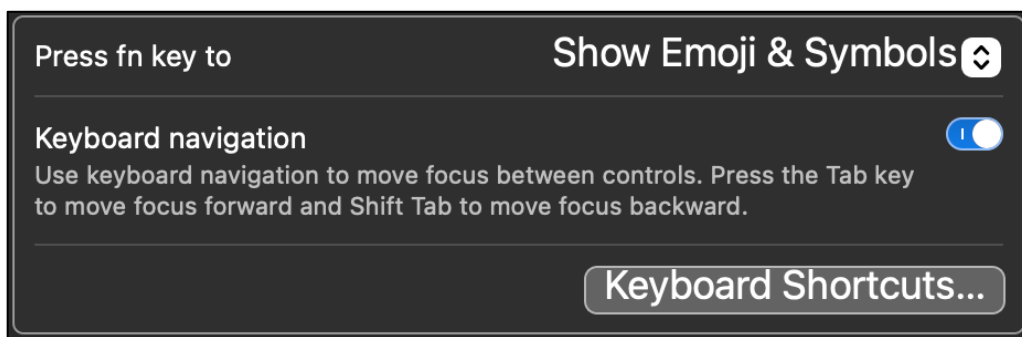 Press fn key to Show Emoji & Symbols
Keyboard navigation
Use keyboard navigation to move focus between controls. Press the Tab key
to move focus forward and Shift Tab to move focus backward.
Keyboard Shortcuts...